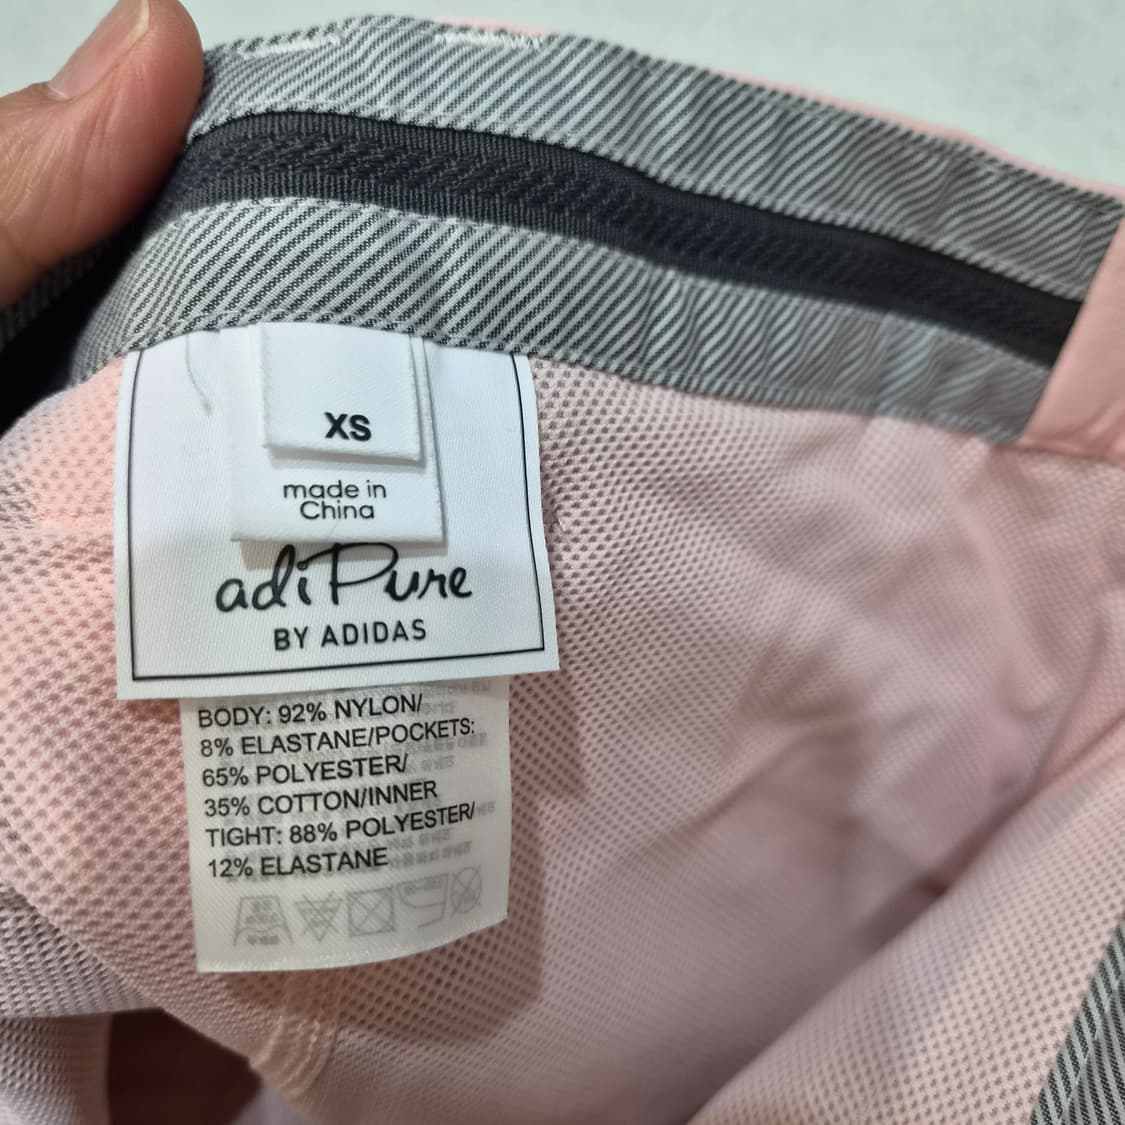 XS
made in
China
adiPure
BY ADIDAS
BODY: 92% NYLON/
8% ELASTANE/POCKETS:
65% POLYESTER/
35% COTTON/INNER
TIGHT: 88% POLYESTER/
12% ELASTANE